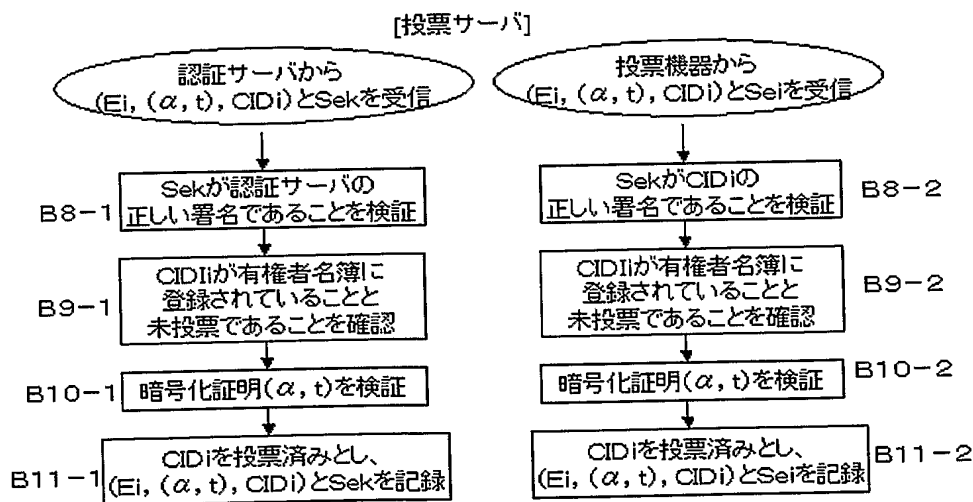 [投票サーバ]
認証サーバから
(Ei, (α, t), CIDi)とSekを受信
B8-1
Sekが認証サーバの
正しい署名であることを検証
B9-1
CIDIiが有権者名簿に
登録されていることと
未投票であることを確認
B10-1
暗号化証明(α, t)を検証
B11-1
CIDiを投票済みとし、
(Ei, (α, t), CIDi)とSekを記録
投票機器から
(Ei, (α, t), CIDi)とSeiを受信
SekがCIDiの
正しい署名であることを検証
B8-2
CIDIiが有権者名簿に
登録されていることと
未投票であることを確認
B9-2
暗号化証明(α, t)を検証
B10-2
CIDiを投票済みとし、
(Ei, (α, t), CIDi)とSeiを記録
B11-2